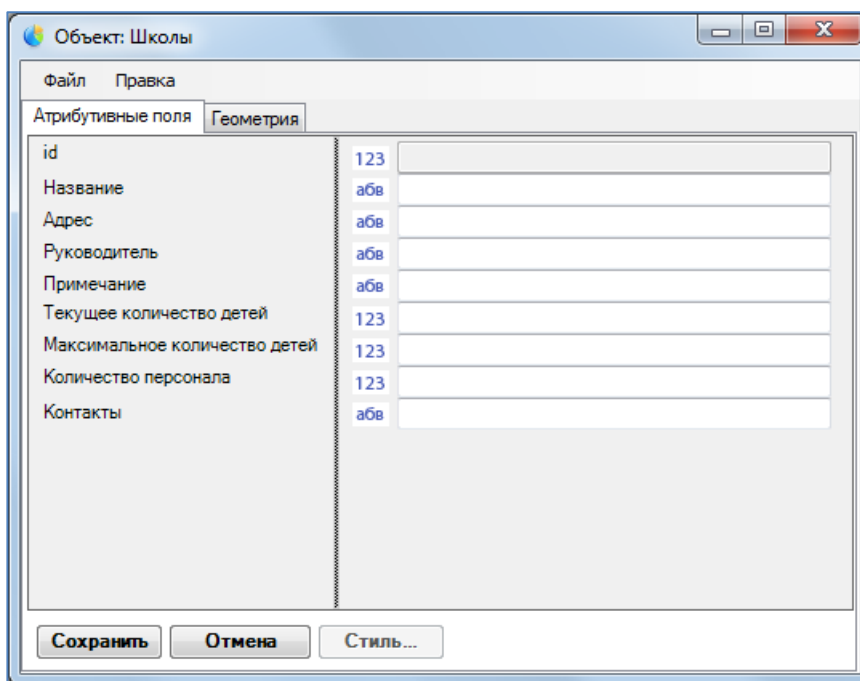 Объект: Школы
X
Файл Правка
Атрибутивные поля Геометрия
id 123
Название абв
Адрес абв
Руководитель абв
Примечание абв
Текущее количество детей 123
Максимальное количество детей 123
Количество персонала 123
Контакты абв
Сохранить Отмена Стиль...